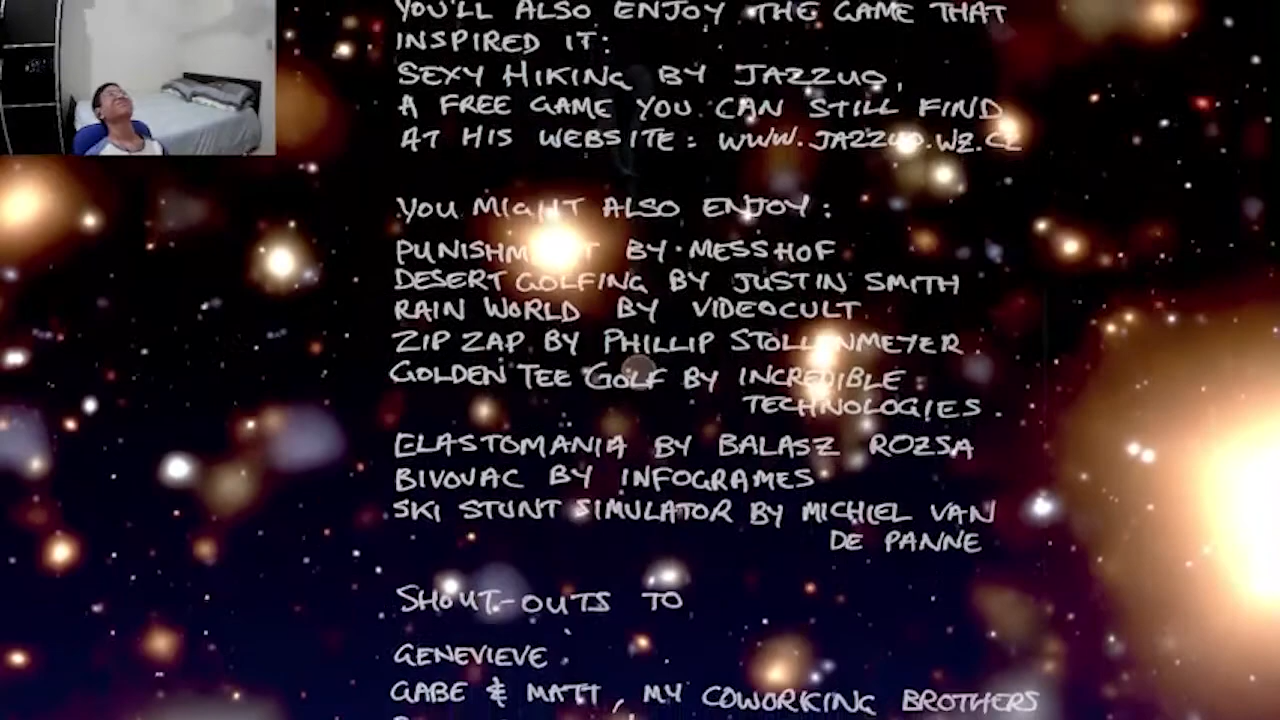 YOU'LL ALSO ENJOY THE GAME THAT
INSPIRED IT:
SEXY HIKING BY JAZZUO,
A FREE GAME YOU CAN STILL FIND
AT HIS WEBSITE: WWW.JAZZUO.WZ.CZ
YOU MIGHT ALSO ENJOY:
PUNISHMENT BY MESSHOF
DESERT GOLFING BY JUSTIN SMITH
RAIN WORLD BY VIDEOCULT
ZIP ZAP BY PHILLIP STOLLENMEYER
GOLDEN TEE GOLF BY INCREDIBLE
TECHNOLOGIES.
ELASTOMANIA BY BALASZ ROZSA
BIVOUAC BY INFOGRAMES
SKI STUNT SIMULATOR BY MICHIEL VAN
DE PANNE
SHOUT-OUTS TO
GENEVIEVE
GABE & MATT, MY COWORKING BROTHERS